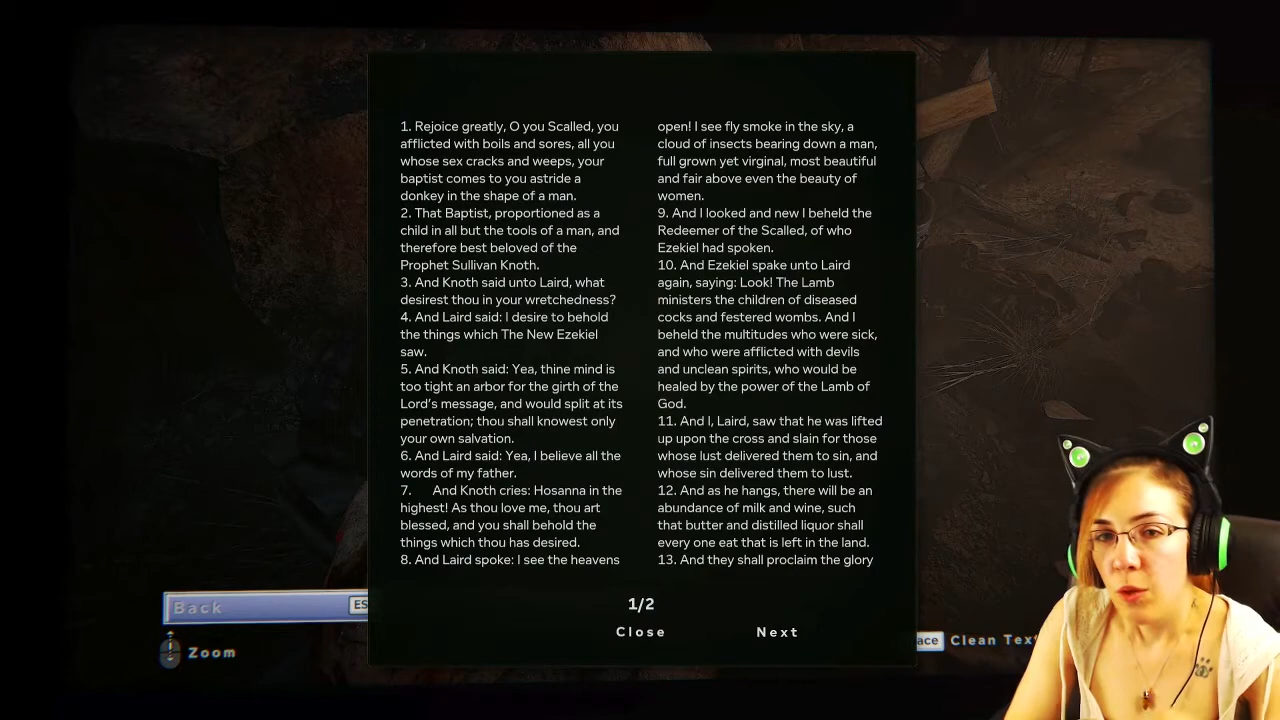 1. Rejoice greatly, O you Scalled, you
afflicted with boils and sores, all you
whose sex cracks and weeps, your
baptist comes to you astride a
donkey in the shape of a man.
2. That Baptist, proportioned as a
child in all but the tools of a man, and
therefore best beloved of the
Prophet Sullivan Knoth.
3. And Knoth said unto Laird, what
desirest thou in your wretchedness?
4. And Laird said: I desire to behold
the things which The New Ezekiel
saw.
5. And Knoth said: Yea, thine mind is
too tight an arbor for the girth of the
Lord's message, and would split at its
penetration; thou shall knowest only
your own salvation.
6. And Laird said: Yea, I believe all the
words of my father.
7. And Knoth cries: Hosanna in the
highest! As thou love me, thou art
blessed, and you shall behold the
things which thou has desired.
8. And Laird spoke: I see the heavens
open! I see fly smoke in the sky, a
cloud of insects bearing down a man,
full grown yet virginal, most beautiful
and fair above even the beauty of
women.
9. And I looked and new I beheld the
Redeemer of the Scalled, of who
Ezekiel had spoken.
10. And Ezekiel spake unto Laird
again, saying: Look! The Lamb
ministers the children of diseased
cocks and festered wombs. And I
beheld the multitudes who were sick,
and who were afflicted with devils
and unclean spirits, who would be
healed by the power of the Lamb of
God.
11. And I, Laird, saw that he was lifted
up upon the cross and slain for those
whose lust delivered them to sin, and
whose sin delivered them to lust.
12. And as he hangs, there will be an
abundance of milk and wine, such
that butter and distilled liquor shall
every one eat that is left in the land.
13. And they shall proclaim the glory
1/2
Close Next
Back ES
Zoom
ace Clean Tex